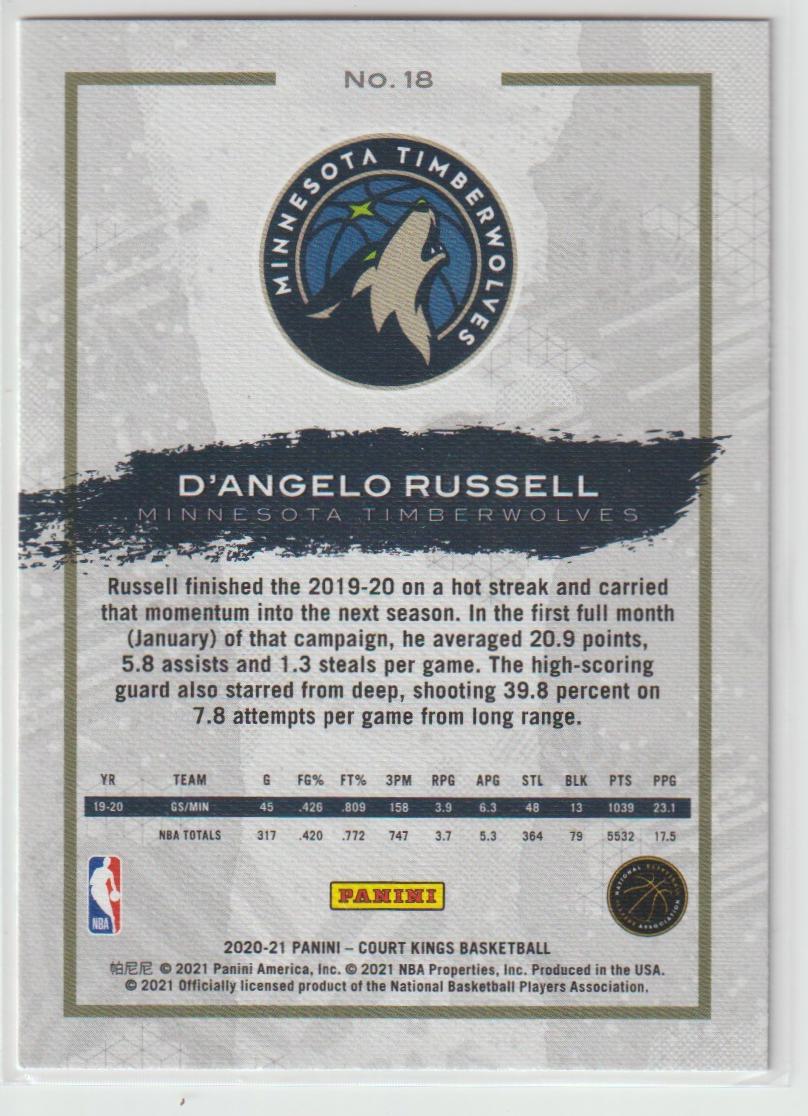 No. 18
MINNESOTA TIMBERWOLVES
D'ANGELO RUSSELL
MINNESOTA TIMBERWOLVES
Russell finished the 2019-20 on a hot streak and carried
that momentum into the next season. In the first full month
(January) of that campaign, he averaged 20.9 points,
5.8 assists and 1.3 steals per game. The high-scoring
guard also starred from deep, shooting 39.8 percent on
7.8 attempts per game from long range.
YR TEAM G FG% FT% 3PM RPG APG STL BLK PTS PPG
19-20 GS/MIN 45 .426 .809 158 3.9 6.3 48 13 1039 23.1
NBA TOTALS 317 .420 .772 747 3.7 5.3 364 79 5532 17.5
NBA
PANINI
NATIONAL BASKETBALL PLAYERS ASSOCIATION
2020-21 PANINI – COURT KINGS BASKETBALL
帕尼尼 © 2021 Panini America, Inc. © 2021 NBA Properties, Inc. Produced in the USA.
© 2021 Officially licensed product of the National Basketball Players Association.